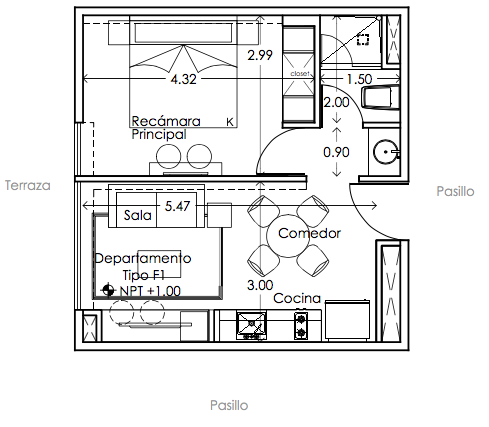 2.99
closet
4.32
1.50
2.00
Recámara
Principal
K
0.90
Terraza
Pasillo
Sala
5.47
Comedor
Departamento
Tipo F1
NPT +1.00
3.00
Cocina
Pasillo